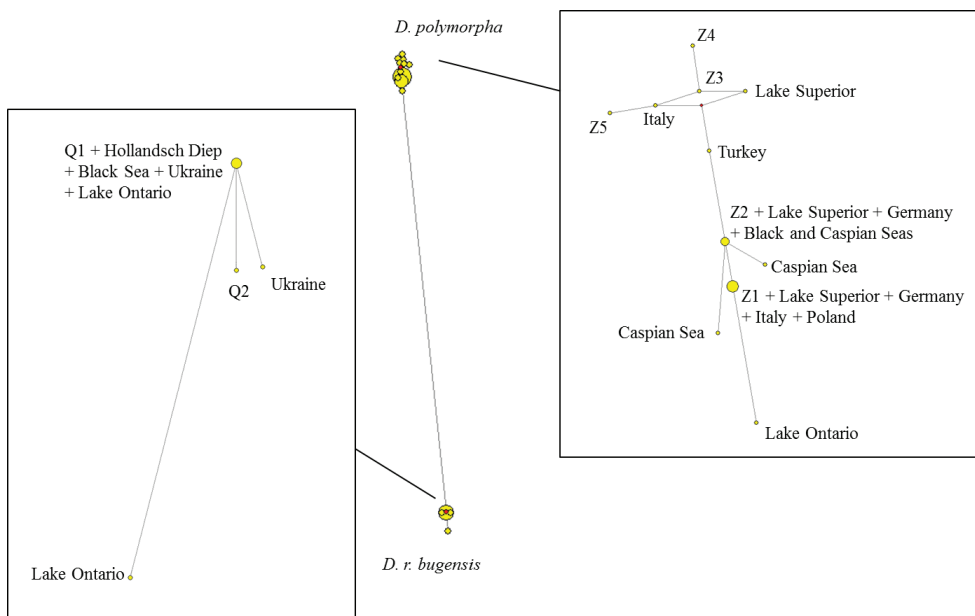 D. polymorpha
Z4
Z3
Lake Superior
Italy
Z5
Turkey
Z2 + Lake Superior + Germany
+ Black and Caspian Seas
Caspian Sea
Z1 + Lake Superior + Germany
+ Italy + Poland
Caspian Sea
Lake Ontario
Q1 + Hollandsch Diep
+ Black Sea + Ukraine
+ Lake Ontario
Ukraine
Q2
Lake Ontario
D. r. bugensis